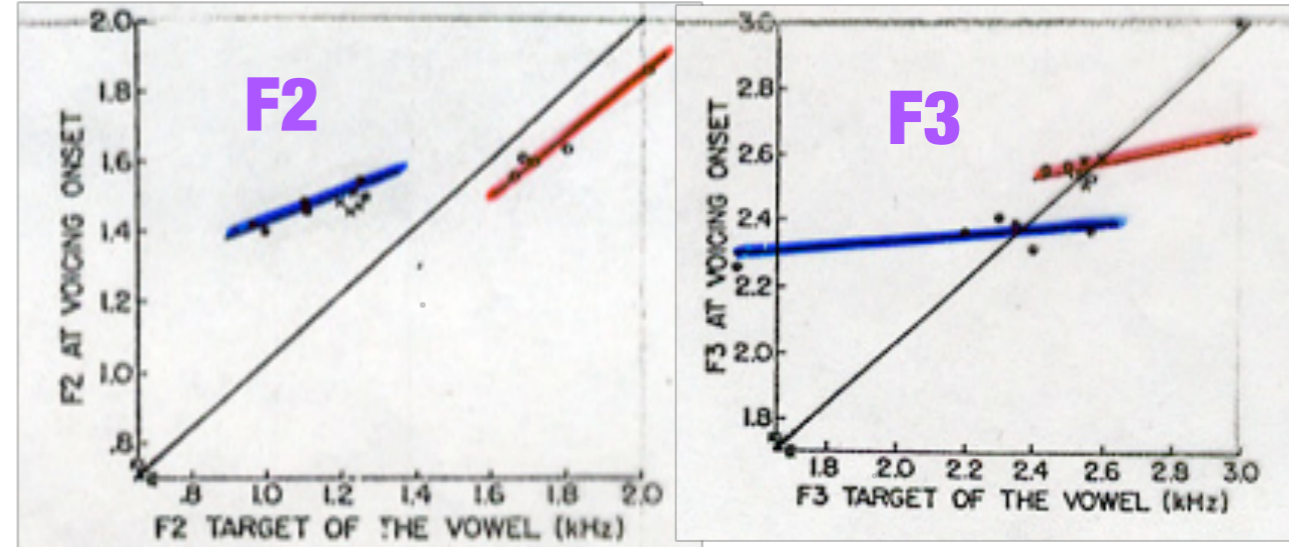 F2
2.0
1.8
1.6
1.4
1.2
1.0
.8
F2 AT VOICING ONSET
.8 1.0 1.2 1.4 1.6 1.8 2.0
F2 TARGET OF THE VOWEL (kHz)
F3
3.0
2.8
2.6
2.4
2.2
2.0
1.8
F3 AT VOICING ONSET
1.8 2.0 2.2 2.4 2.6 2.8 3.0
F3 TARGET OF THE VOWEL (kHz)